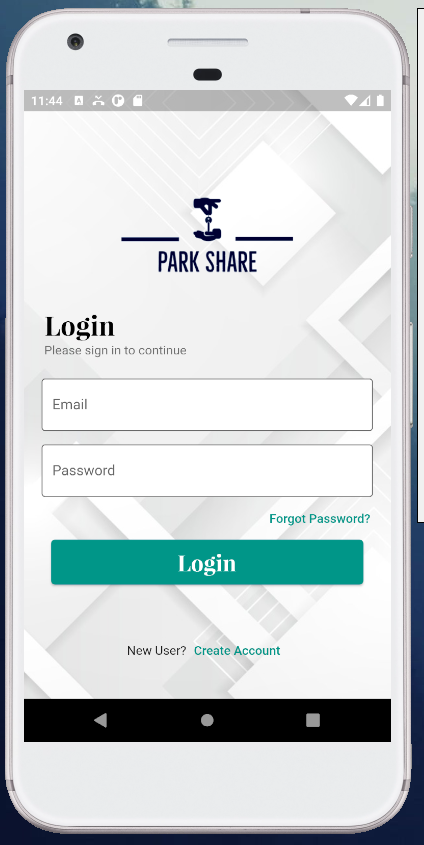 11:44
PARK SHARE
Login
Please sign in to continue
Email
Password
Forgot Password?
Login
New User? Create Account